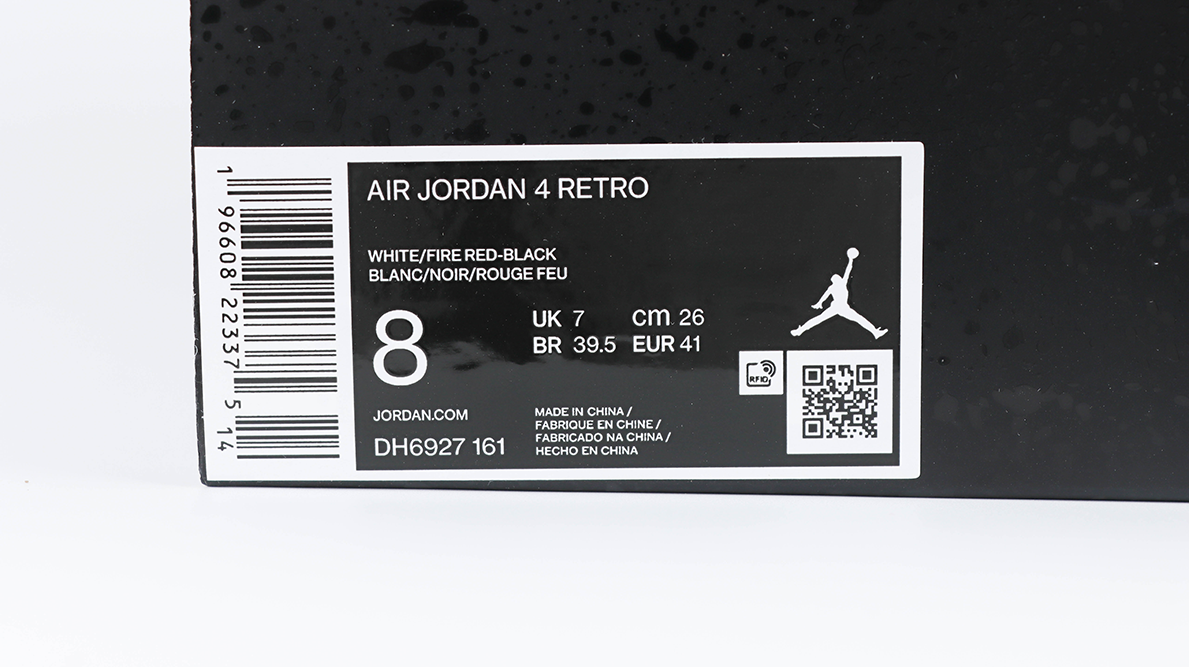 AIR JORDAN 4 RETRO
WHITE/FIRE RED-BLACK
BLANC/NOIR/ROUGE FEU
8
UK 7 cm 26
BR 39.5 EUR 41
JORDAN.COM
DH6927 161
MADE IN CHINA /
FABRIQUE EN CHINE /
FABRICADO NA CHINA /
HECHO EN CHINA
RFID
1 96608 22337 5 14